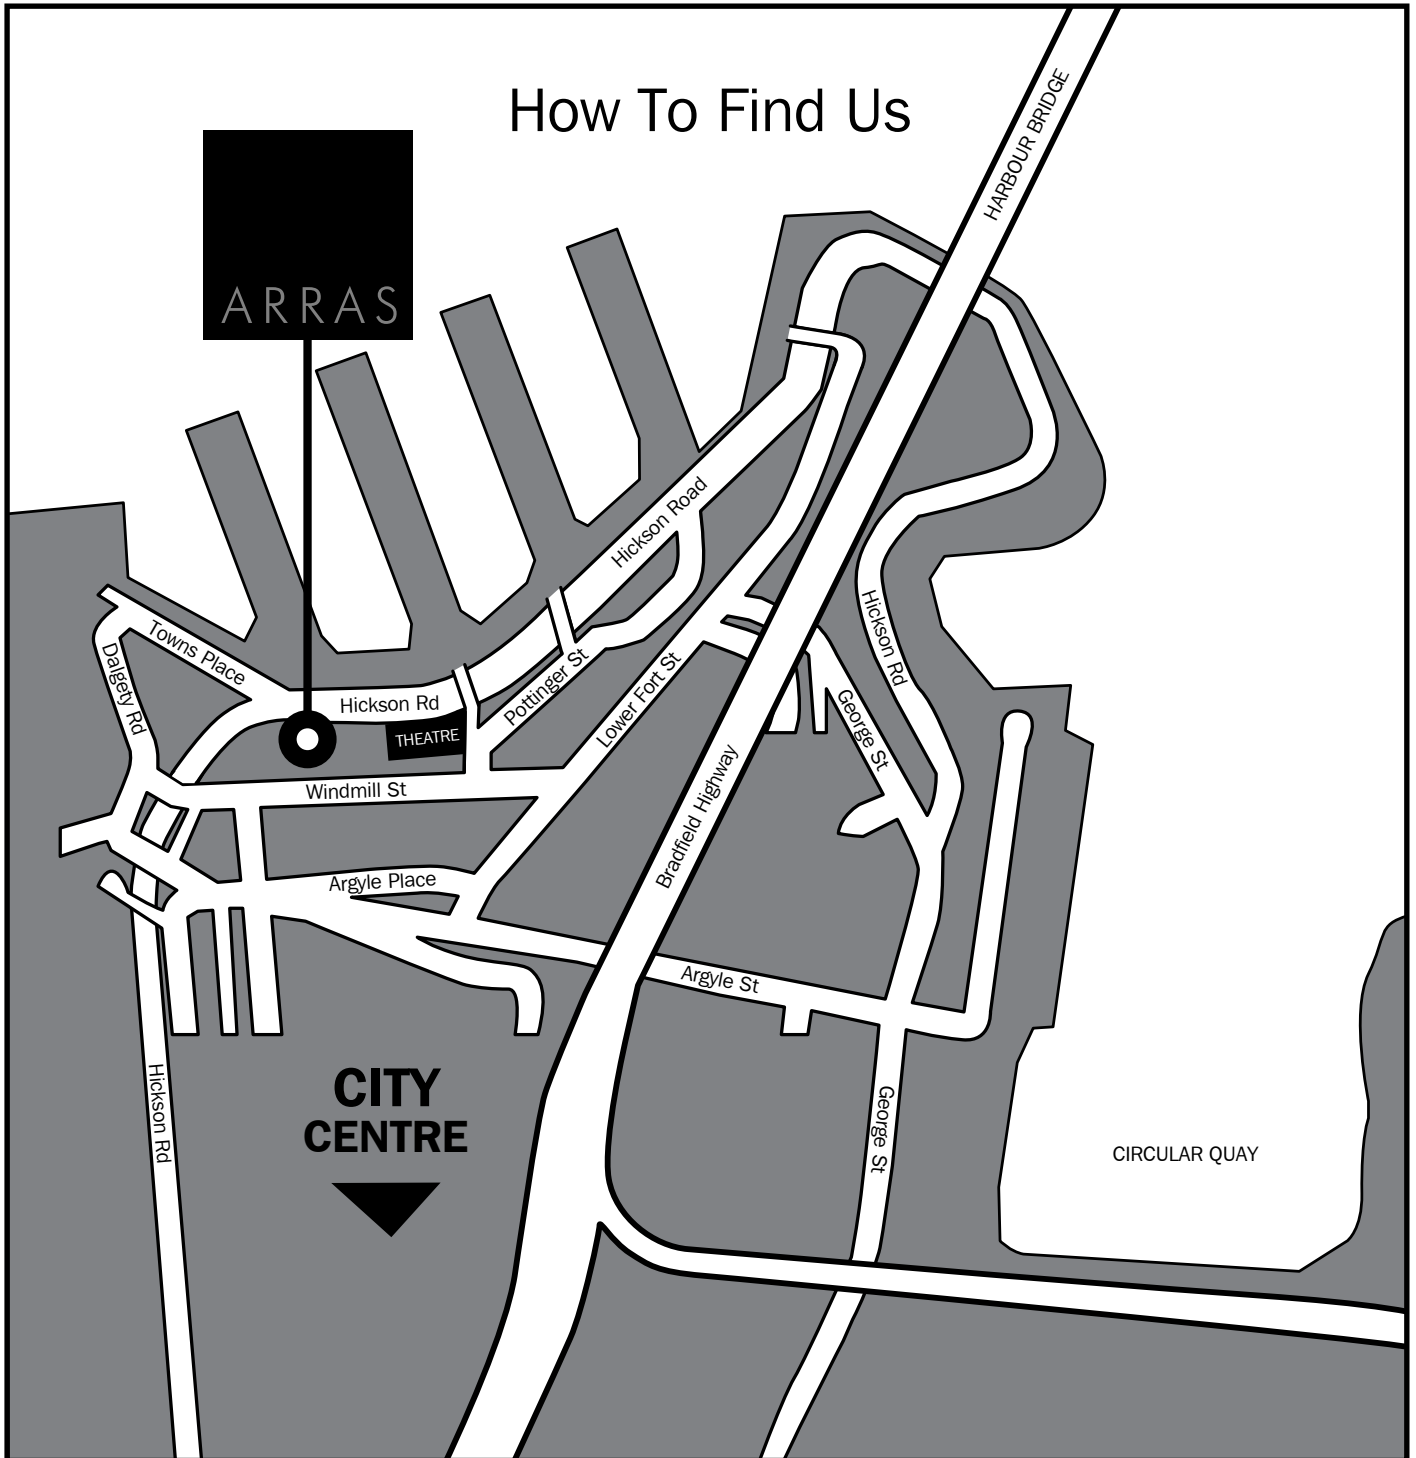 How To Find Us
HARBOUR BRIDGE
ARRAS
Hickson Road
Towns Place
Dalgety Rd
Hickson Rd
THEATRE
Pottinger St
Lower Fort St
Hickson Rd
George St
Windmill St
Bradfield Highway
Argyle Place
Argyle St
Hickson Rd
CITY
CENTRE
George St
CIRCULAR QUAY